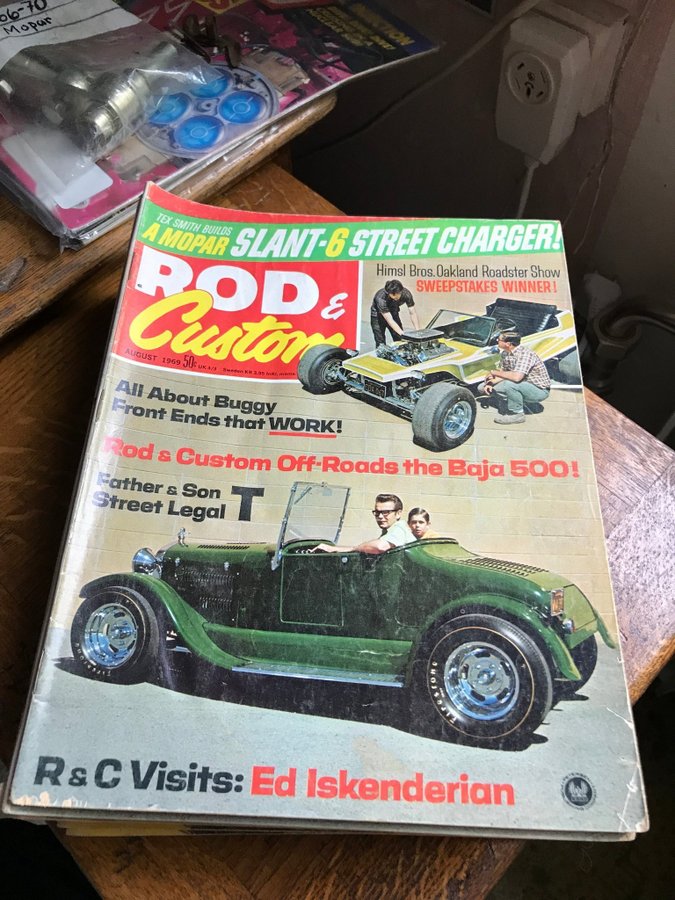 06-70
Mopar
TEX SMITH BUILDS
A MOPAR SLANT-6 STREET CHARGER!
ROD &
Custom
AUGUST 1969 50c
Himsl Bros. Oakland Roadster Show
SWEEPSTAKES WINNER!
All About Buggy
Front Ends that WORK!
Rod & Custom Off-Roads the Baja 500!
Father & Son
Street Legal T
R & C Visits: Ed Iskenderian